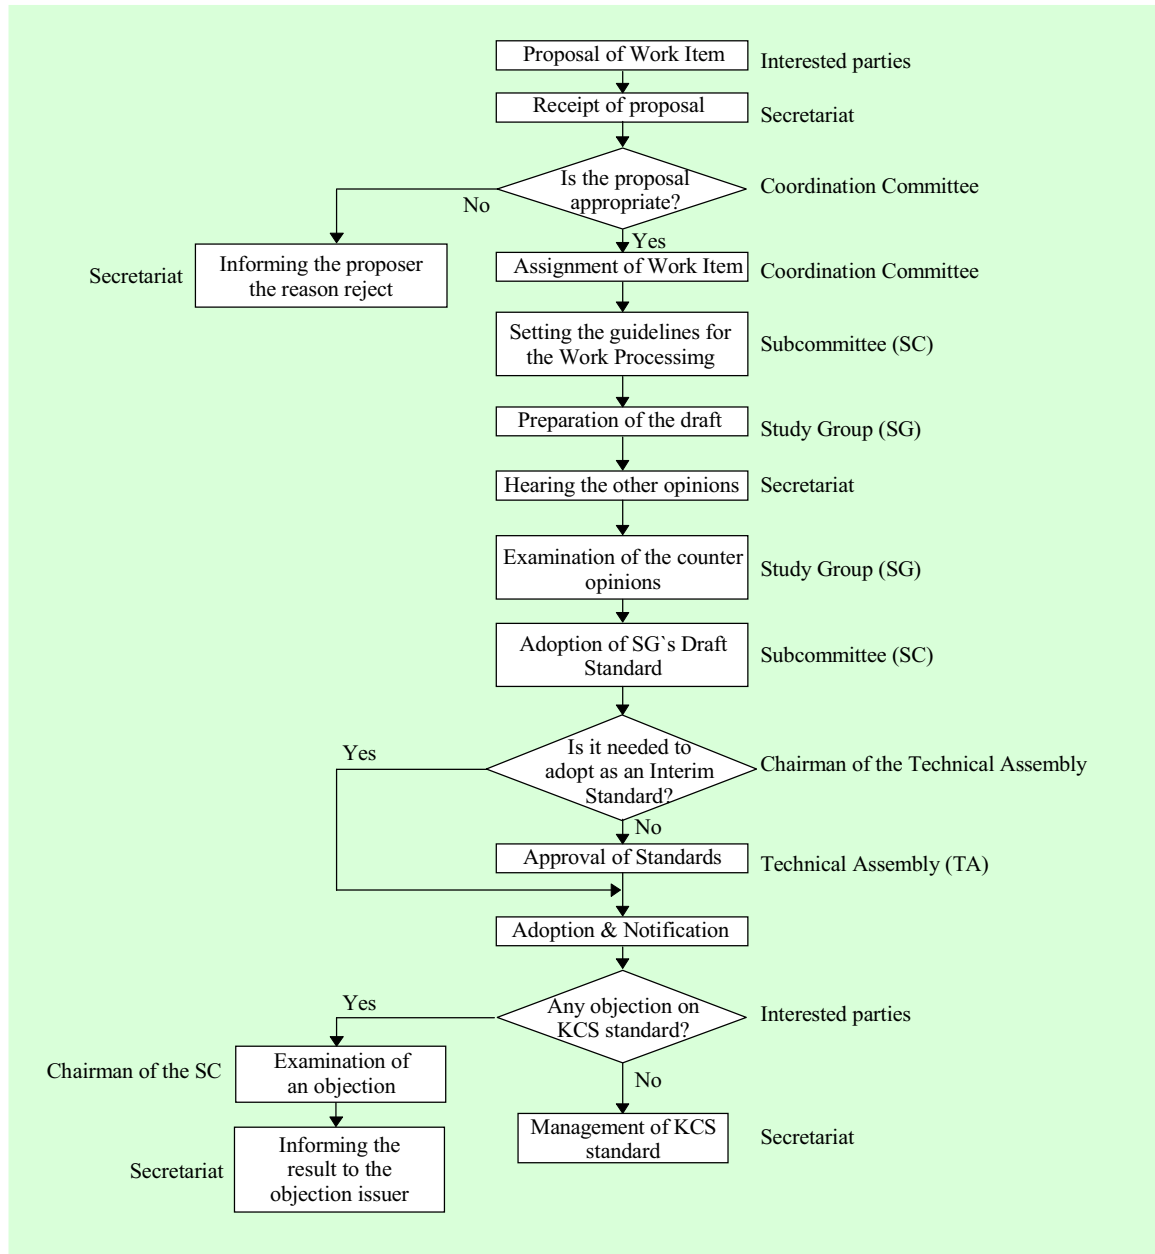 Proposal of Work Item
Interested parties
Receipt of proposal
Secretariat
Is the proposal
appropriate?
Coordination Committee
No
Yes
Secretariat
Informing the proposer
the reason reject
Assignment of Work Item
Coordination Committee
Setting the guidelines for
the Work Processimg
Subcommittee (SC)
Preparation of the draft
Study Group (SG)
Hearing the other opinions
Secretariat
Examination of the counter
opinions
Study Group (SG)
Adoption of SG`s Draft
Standard
Subcommittee (SC)
Yes
Is it needed to
adopt as an Interim
Standard?
Chairman of the Technical Assembly
No
Approval of Standards
Technical Assembly (TA)
Adoption & Notification
Yes
Any objection on
KCS standard?
Interested parties
Chairman of the SC
Examination of
an objection
No
Management of KCS
standard
Secretariat
Secretariat
Informing the
result to the
objection issuer